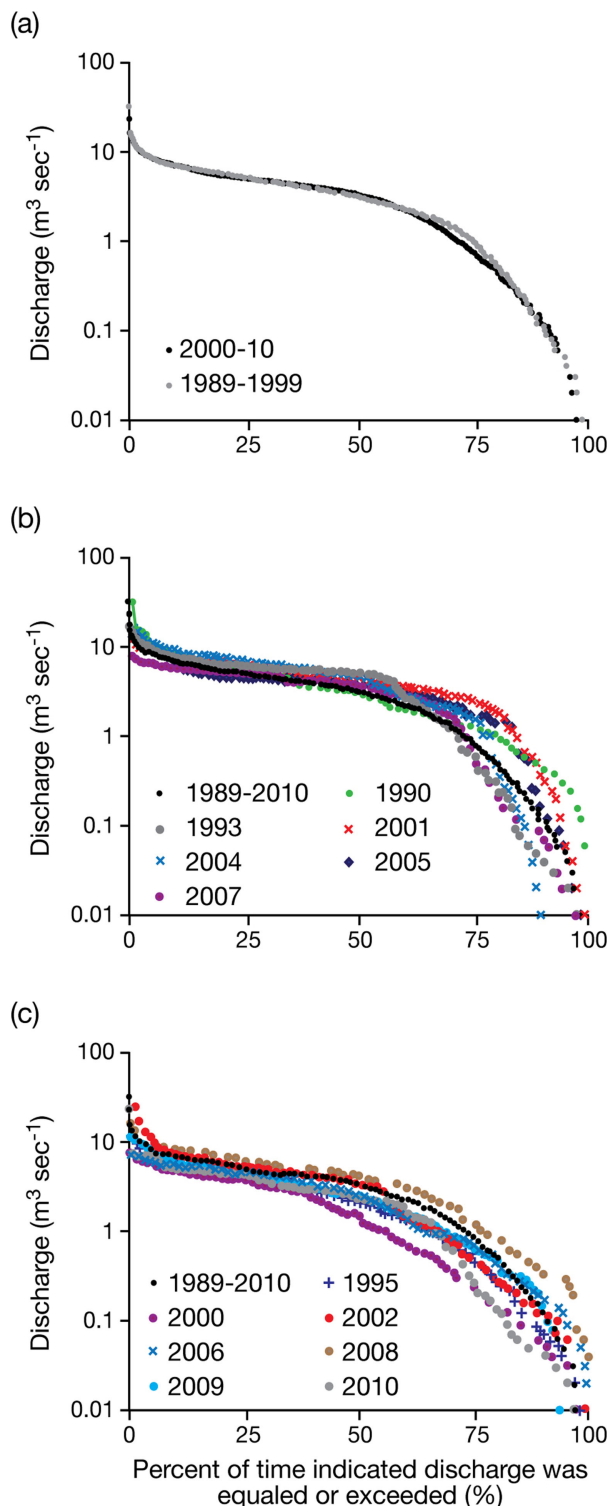 (a)
100
10
1
0.1
0.01
Discharge (m³ sec⁻¹)
2000-10
1989-1999
0 25 50 75 100
(b)
100
10
1
0.1
0.01
Discharge (m³ sec⁻¹)
1989-2010 1990
1993 2001
2004 2005
2007
0 25 50 75 100
(c)
100
10
1
0.1
0.01
Discharge (m³ sec⁻¹)
1989-2010 1995
2000 2002
2006 2008
2009 2010
0 25 50 75 100
Percent of time indicated discharge was
equaled or exceeded (%)